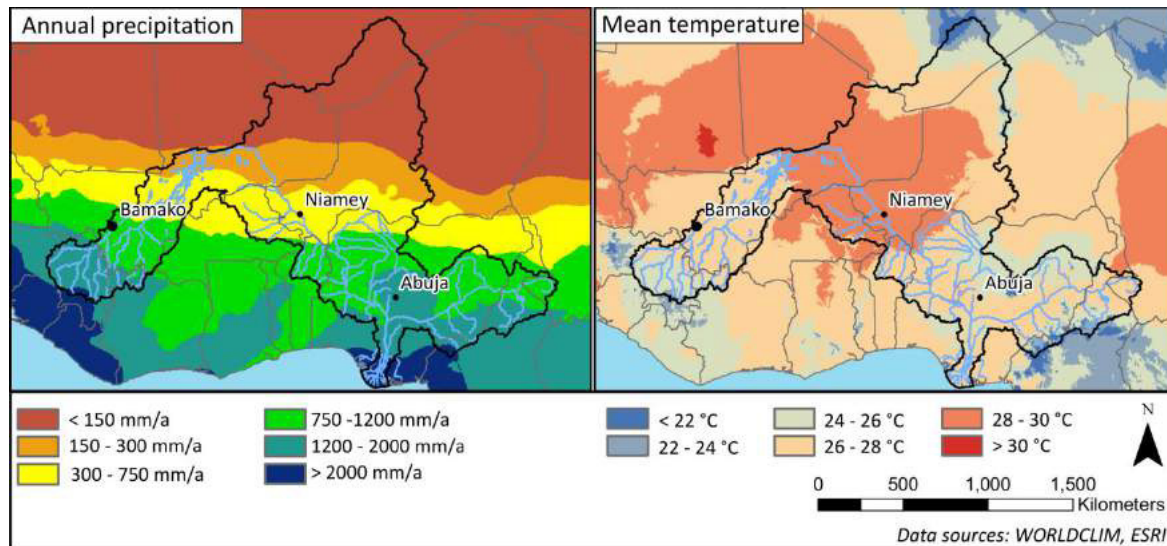 Annual precipitation
Bamako
Niamey
Abuja
Mean temperature
Bamako
Niamey
Abuja
< 150 mm/a
150 - 300 mm/a
300 - 750 mm/a
750 -1200 mm/a
1200 - 2000 mm/a
> 2000 mm/a
< 22 °C
22 - 24 °C
24 - 26 °C
26 - 28 °C
28 - 30 °C
> 30 °C
N
0 500 1,000 1,500
Kilometers
Data sources: WORLDCLIM, ESRI